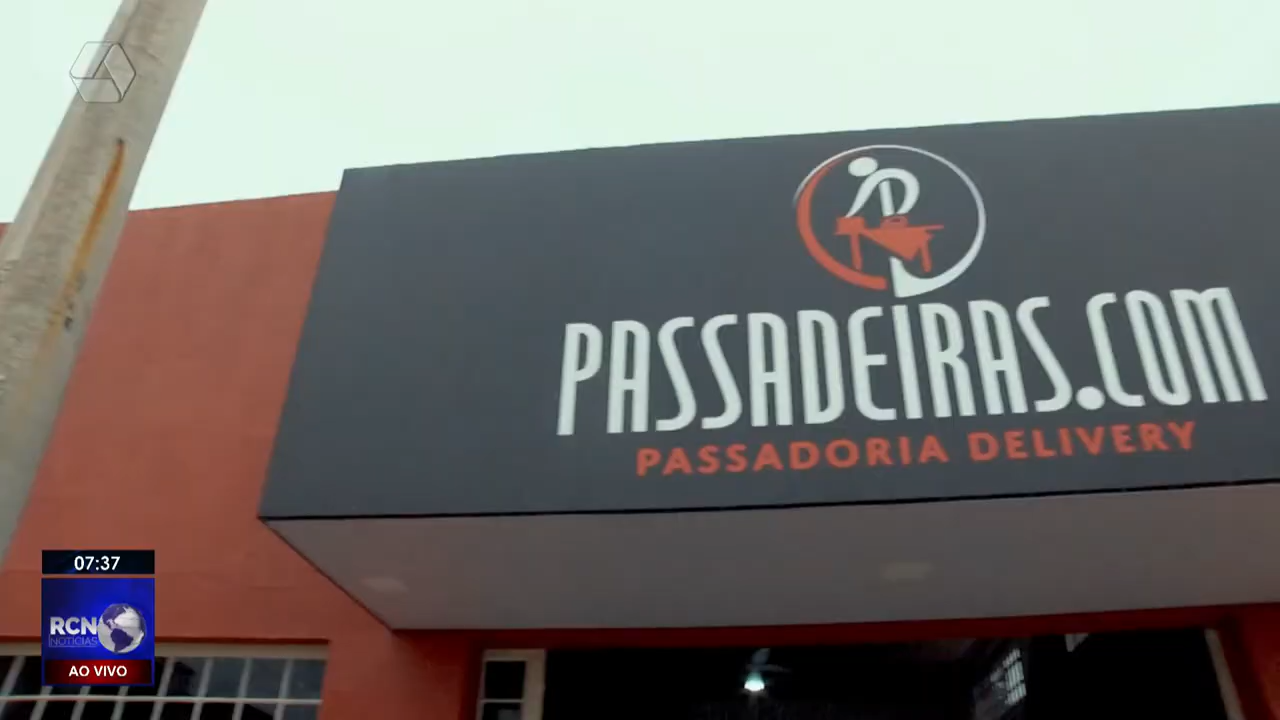 PASSADEIRAS.COM
PASSADORIA DELIVERY
07:37
RCN
NOTÍCIAS
AO VIVO